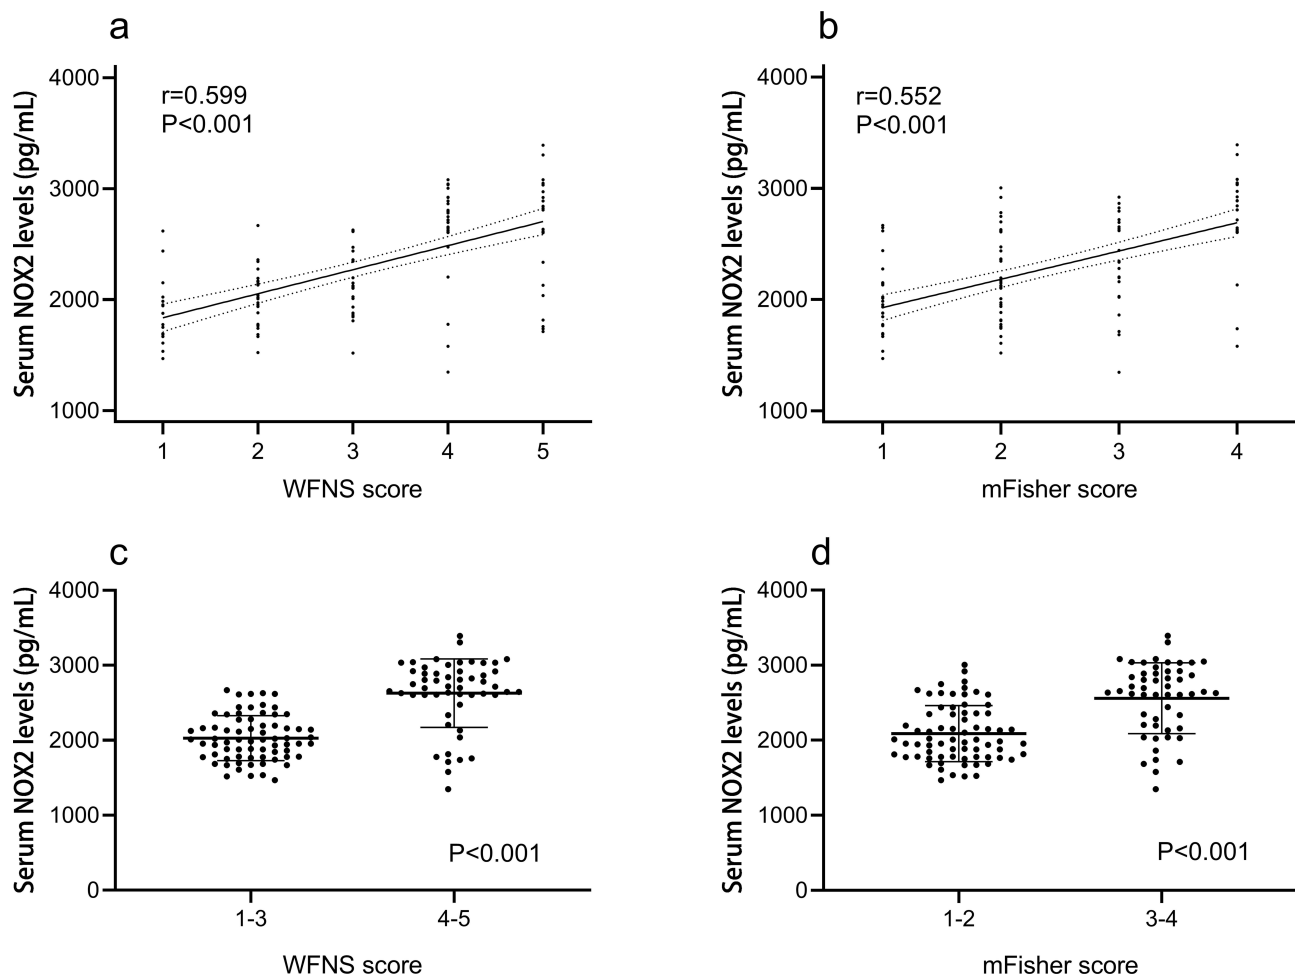 a
Serum NOX2 levels (pg/mL)
4000
3000
2000
1000
r=0.599
P<0.001
1 2 3 4 5
WFNS score
b
Serum NOX2 levels (pg/mL)
4000
3000
2000
1000
r=0.552
P<0.001
1 2 3 4
mFisher score
c
Serum NOX2 levels (pg/mL)
4000
3000
2000
1000
0
P<0.001
1-3 4-5
WFNS score
d
Serum NOX2 levels (pg/mL)
4000
3000
2000
1000
0
P<0.001
1-2 3-4
mFisher score